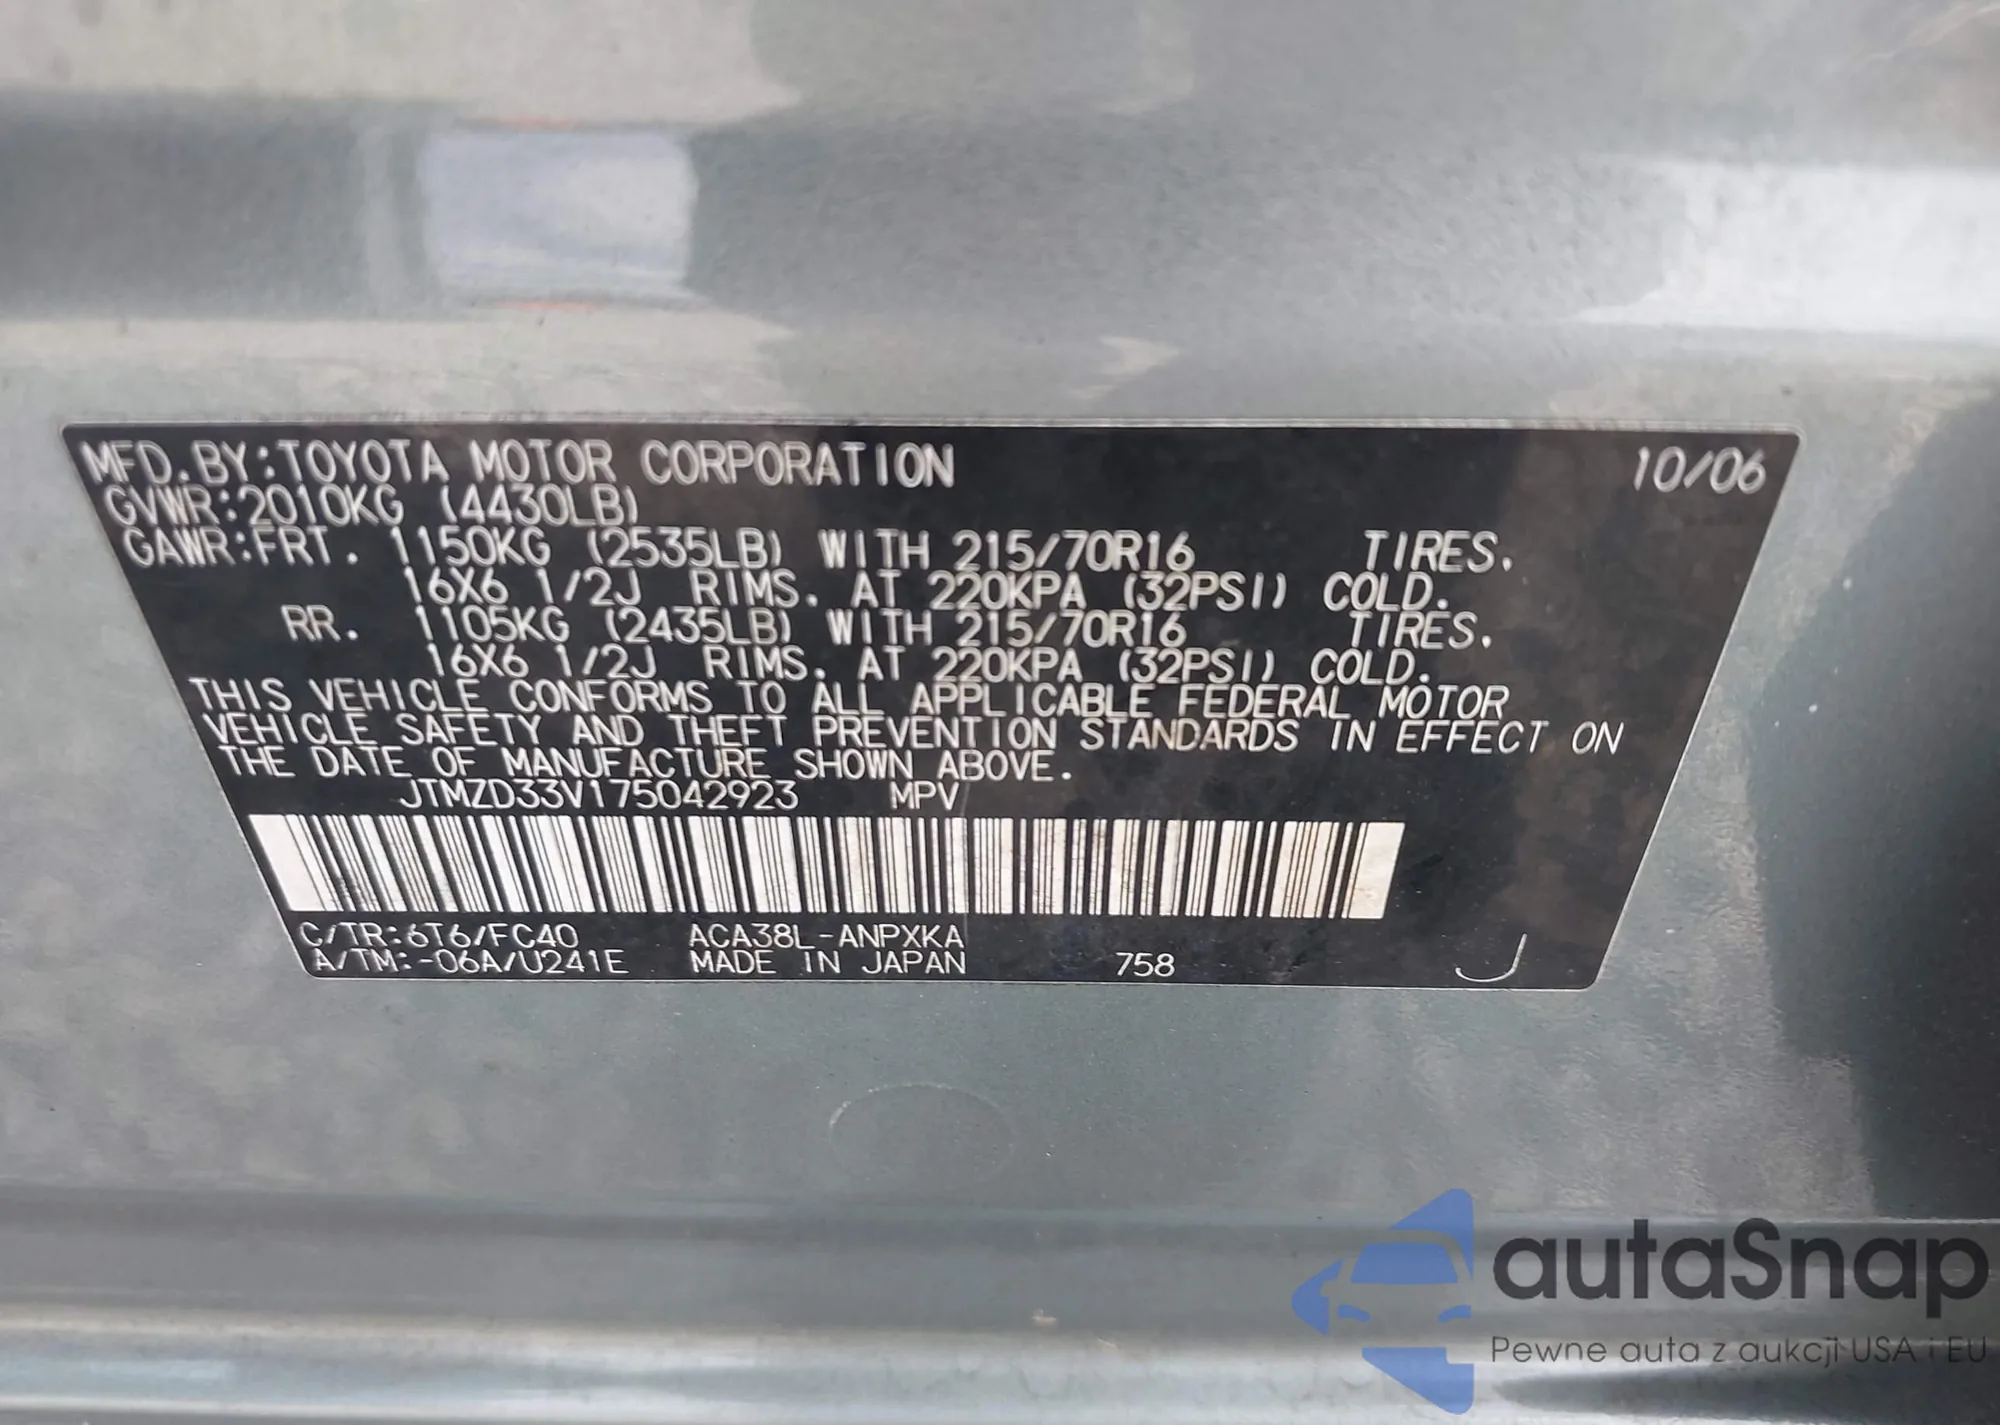 MFD.BY:TOYOTA MOTOR CORPORATION 10/06
GVWR:2010KG (4430LB)
GAWR:FRT. 1150KG (2535LB) WITH 215/70R16 TIRES.
16X6 1/2J RIMS. AT 220KPA (32PSI) COLD.
RR. 1105KG (2435LB) WITH 215/70R16 TIRES.
16X6 1/2J RIMS. AT 220KPA (32PSI) COLD.
THIS VEHICLE CONFORMS TO ALL APPLICABLE FEDERAL MOTOR
VEHICLE SAFETY AND THEFT PREVENTION STANDARDS IN EFFECT ON
THE DATE OF MANUFACTURE SHOWN ABOVE.
JTMZD33V175042923 MPV
C/TR:6T6/FC40 ACA38L-ANPXKA
A/TM:-06A/U241E MADE IN JAPAN 758 J
autaSnap
Pewne auta z aukcji USA i EU